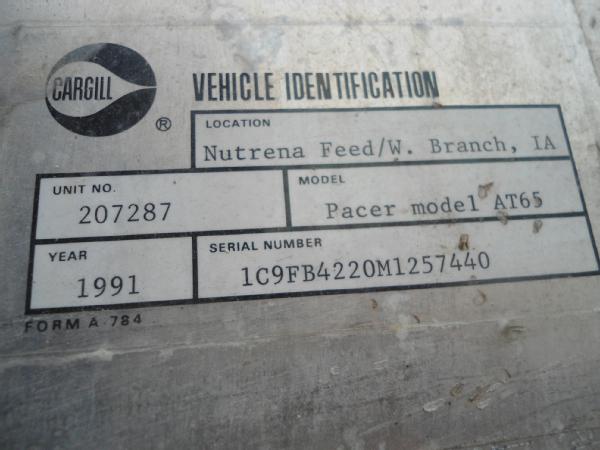 CARGILL
®
VEHICLE IDENTIFICATION
LOCATION
Nutrena Feed/W. Branch, IA
UNIT NO.
207287
MODEL
Pacer model AT65
YEAR
1991
SERIAL NUMBER
1C9FB4220M1257440
FORM A-784